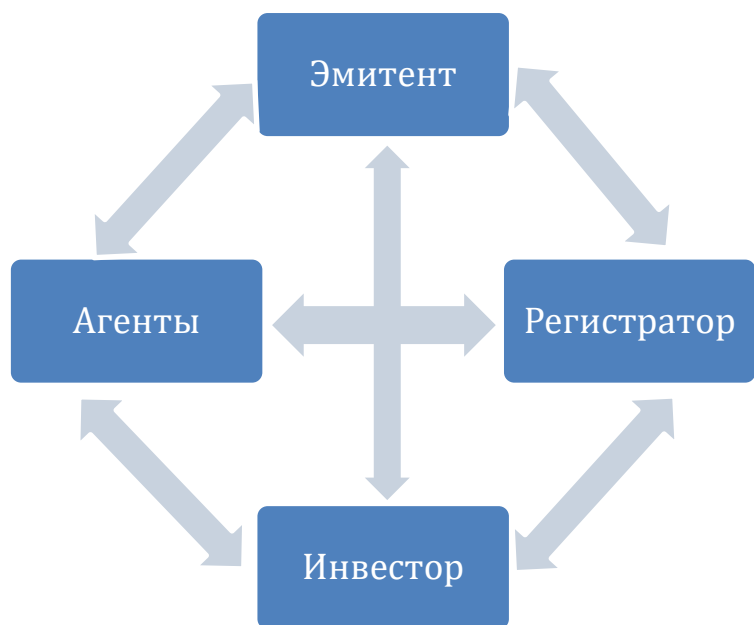 Эмитент
Агенты
Регистратор
Инвестор